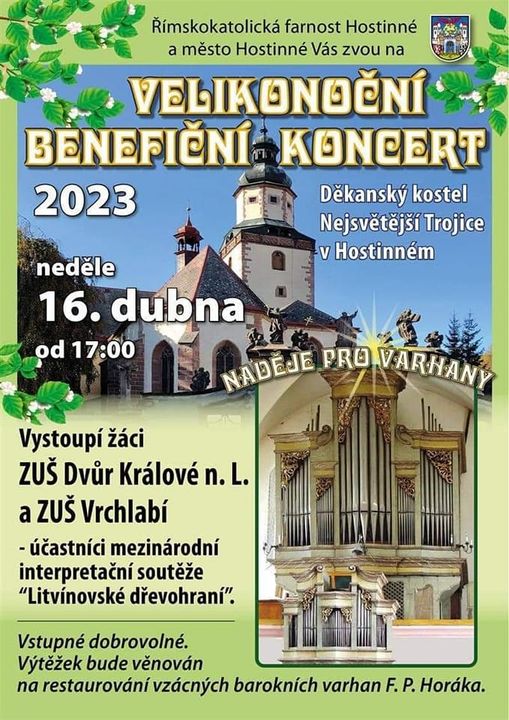 Římskokatolická farnost Hostinné
a město Hostinné Vás zvou na
VELIKONOČNÍ
BENEFIČNÍ KONCERT
2023
Děkanský kostel
Nejsvětější Trojice
v Hostinném
neděle
16. dubna
od 17:00
NADĚJE PRO VARHANY
Vystoupí žáci
ZUŠ Dvůr Králové n. L.
a ZUŠ Vrchlabí
- účastníci mezinárodní
interpretační soutěže
“Litvínovské dřevohraní”.
Vstupné dobrovolné.
Výtěžek bude věnován
na restaurování vzácných barokních varhan F. P. Horáka.